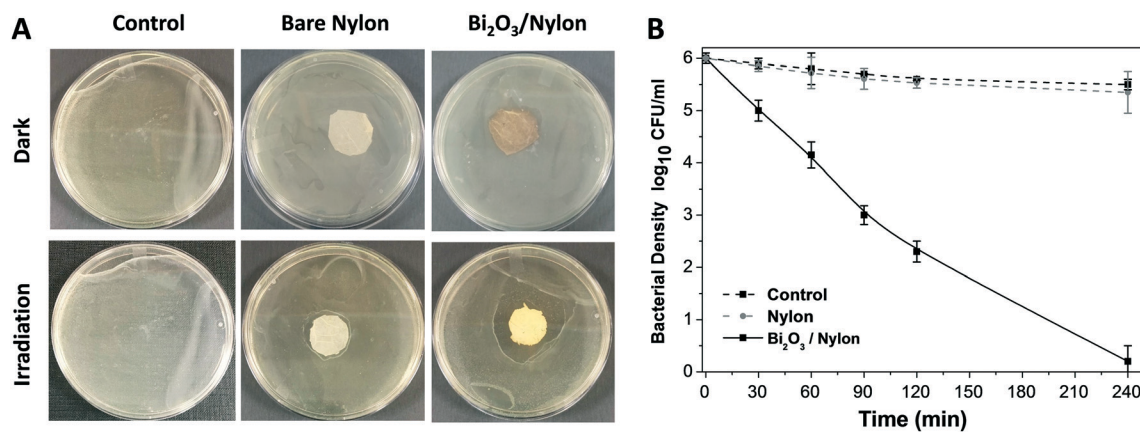 A
Control
Bare Nylon
Bi₂O₃/Nylon
Dark
Irradiation
B
Bacterial Density log₁₀ CFU/ml
6
5
4
3
2
1
0
Control
Nylon
Bi₂O₃ / Nylon
0 30 60 90 120 150 180 210 240
Time (min)